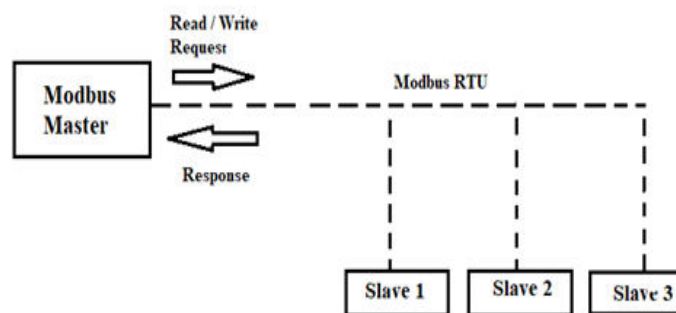 Read / Write
Request
Modbus RTU
Modbus
Master
Response
Slave 1
Slave 2
Slave 3